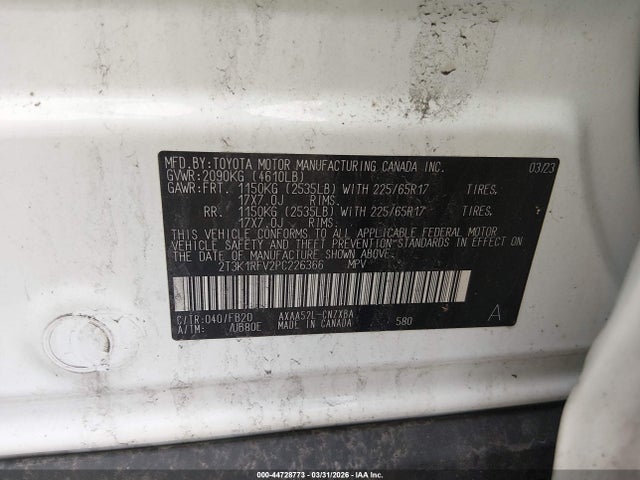 MFD.BY:TOYOTA MOTOR MANUFACTURING CANADA INC. 03/23
GVWR:2090KG (4610LB)
GAWR:FRT. 1150KG (2535LB) WITH 225/65R17 TIRES,
17X7.0J RIMS.
RR. 1150KG (2535LB) WITH 225/65R17 TIRES,
17X7.0J RIMS.
THIS VEHICLE CONFORMS TO ALL APPLICABLE FEDERAL MOTOR
VEHICLE SAFETY AND THEFT PREVENTION STANDARDS IN EFFECT
ON THE DATE OF MANUFACTURE SHOWN ABOVE.
2T3K1RFV2PC226366 MPV
C/TR:040/FB20 AXAA52L-CNZXBA A
A/TM: /UB80E MADE IN CANADA 580
000-44728773 - 03/31/2026 - IAA Inc.